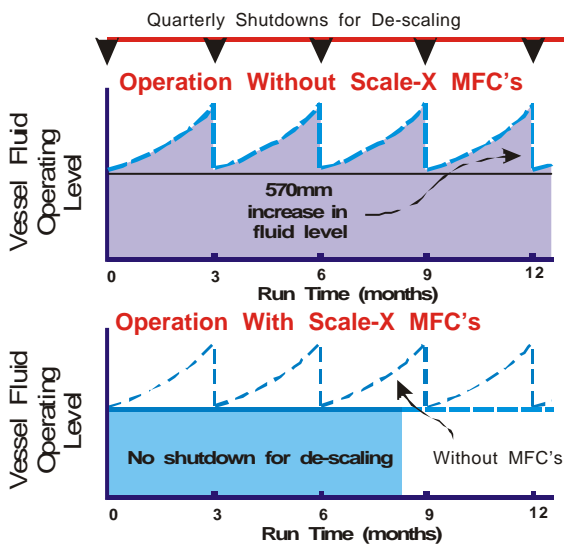 Quarterly Shutdowns for De-scaling
Operation Without Scale-X MFC's
Vessel Fluid
Operating
Level
570mm
increase in
fluid level
0 3 6 9 12
Run Time (months)
Operation With Scale-X MFC's
Vessel Fluid
Operating
Level
No shutdown for de-scaling
Without MFC's
0 3 6 9 12
Run Time (months)